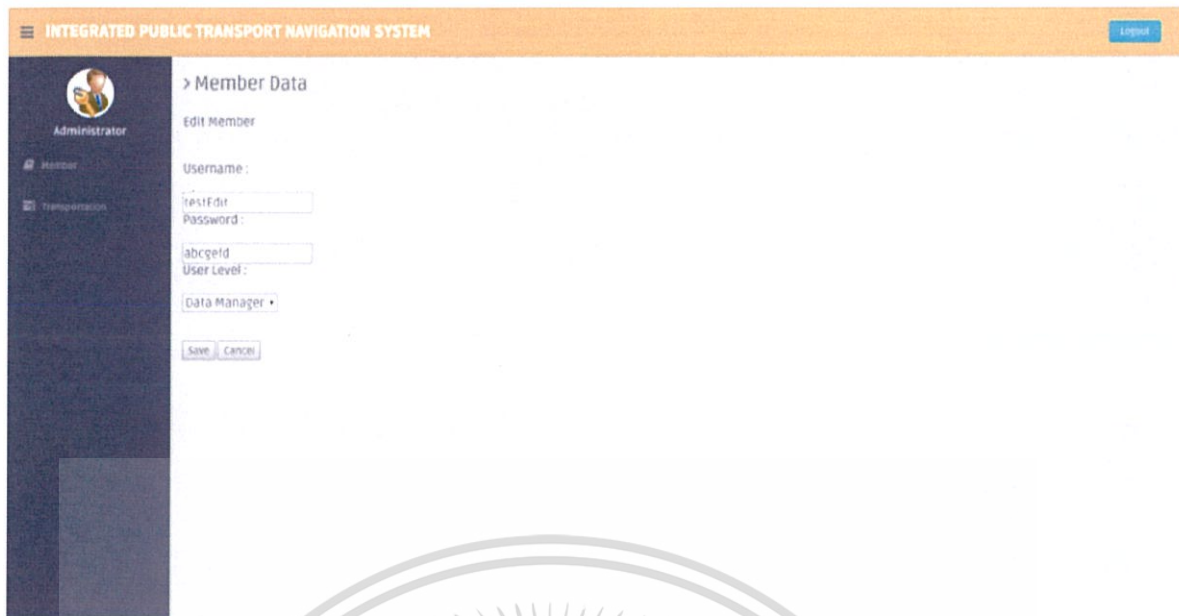 INTEGRATED PUBLIC TRANSPORT NAVIGATION SYSTEM
Logout
Administrator
Member
Transportation
> Member Data
Edit Member
Username :
testEdit
Password :
abcgefd
User Level :
Data Manager
Save Cancel